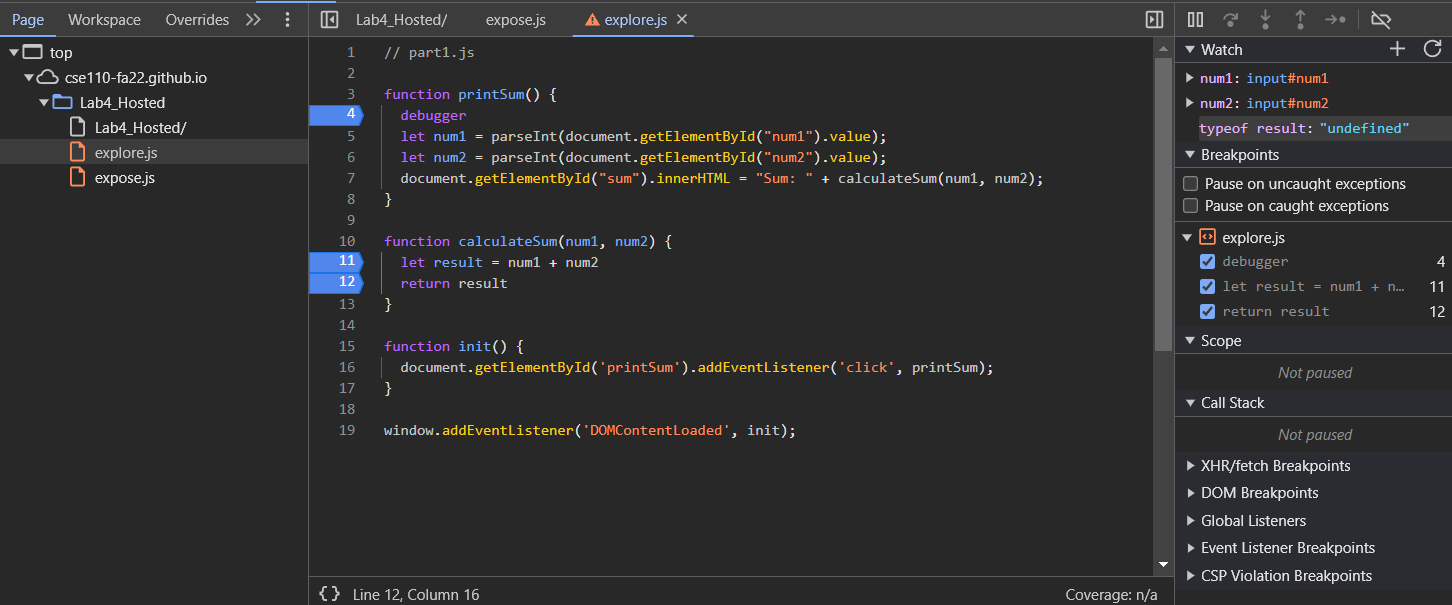 Page Workspace Overrides
top
cse110-fa22.github.io
Lab4_Hosted
Lab4_Hosted/
explore.js
expose.js
Lab4_Hosted/ expose.js explore.js
1 // part1.js
2
3 function printSum() {
4 debugger
5 let num1 = parseInt(document.getElementById("num1").value);
6 let num2 = parseInt(document.getElementById("num2").value);
7 document.getElementById("sum").innerHTML = "Sum: " + calculateSum(num1, num2);
8 }
9
10 function calculateSum(num1, num2) {
11 let result = num1 + num2
12 return result
13 }
14
15 function init() {
16 document.getElementById('printSum').addEventListener('click', printSum);
17 }
18
19 window.addEventListener('DOMContentLoaded', init);
{} Line 12, Column 16 Coverage: n/a
Watch
num1: input#num1
num2: input#num2
typeof result: "undefined"
Breakpoints
Pause on uncaught exceptions
Pause on caught exceptions
explore.js
debugger 4
let result = num1 + n… 11
return result 12
Scope
Not paused
Call Stack
Not paused
XHR/fetch Breakpoints
DOM Breakpoints
Global Listeners
Event Listener Breakpoints
CSP Violation Breakpoints